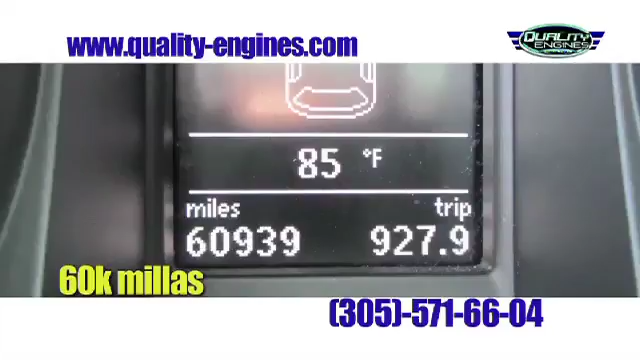 www.quality-engines.com
QUALITY
ENGINES
85 °F
miles trip
60939 927.9
60k millas
(305)-571-66-04